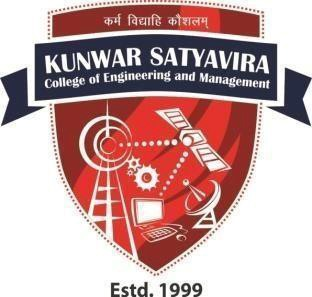 कर्म विद्याहि कौशलम्
KUNWAR SATYAVIRA
College of Engineering and Management
Estd. 1999